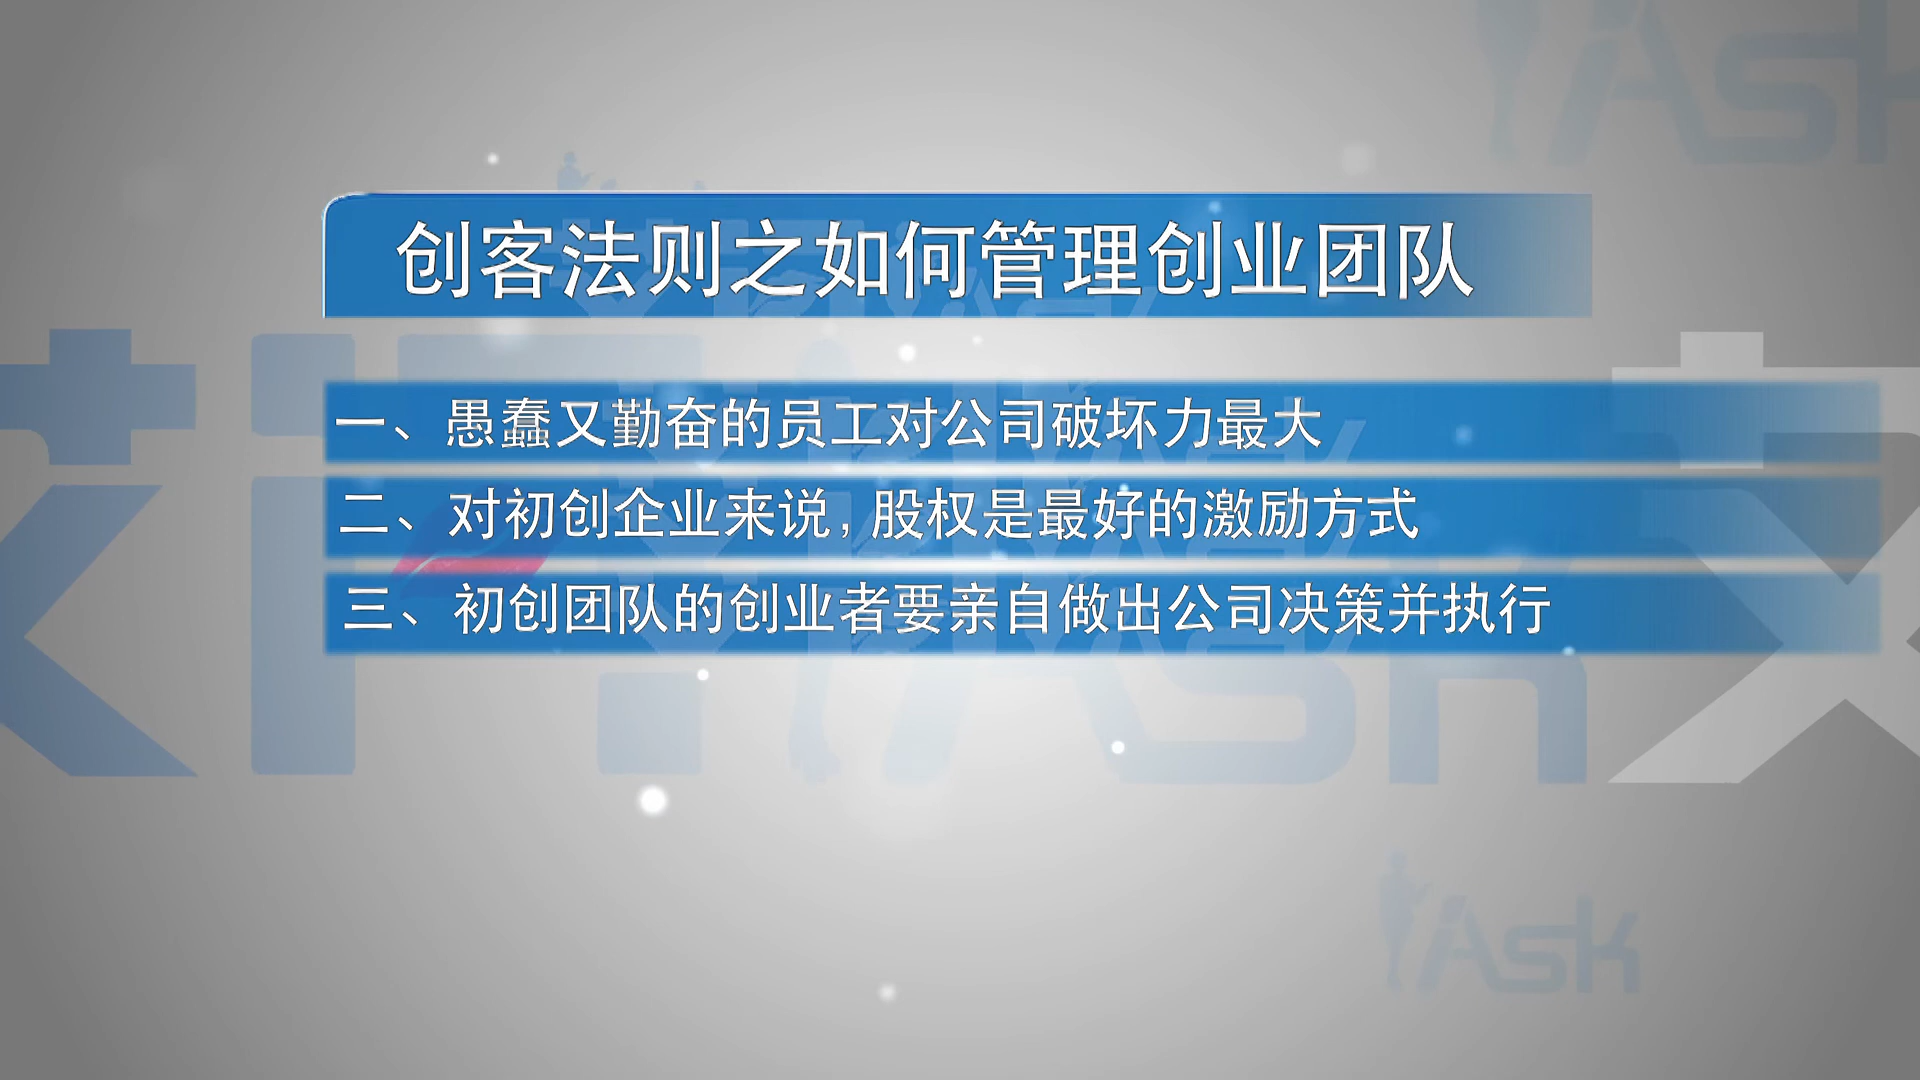 创客法则之如何管理创业团队
一、愚蠢又勤奋的员工对公司破坏力最大
二、对初创企业来说,股权是最好的激励方式
三、初创团队的创业者要亲自做出公司决策并执行
iAsk
iAsk
iAsk